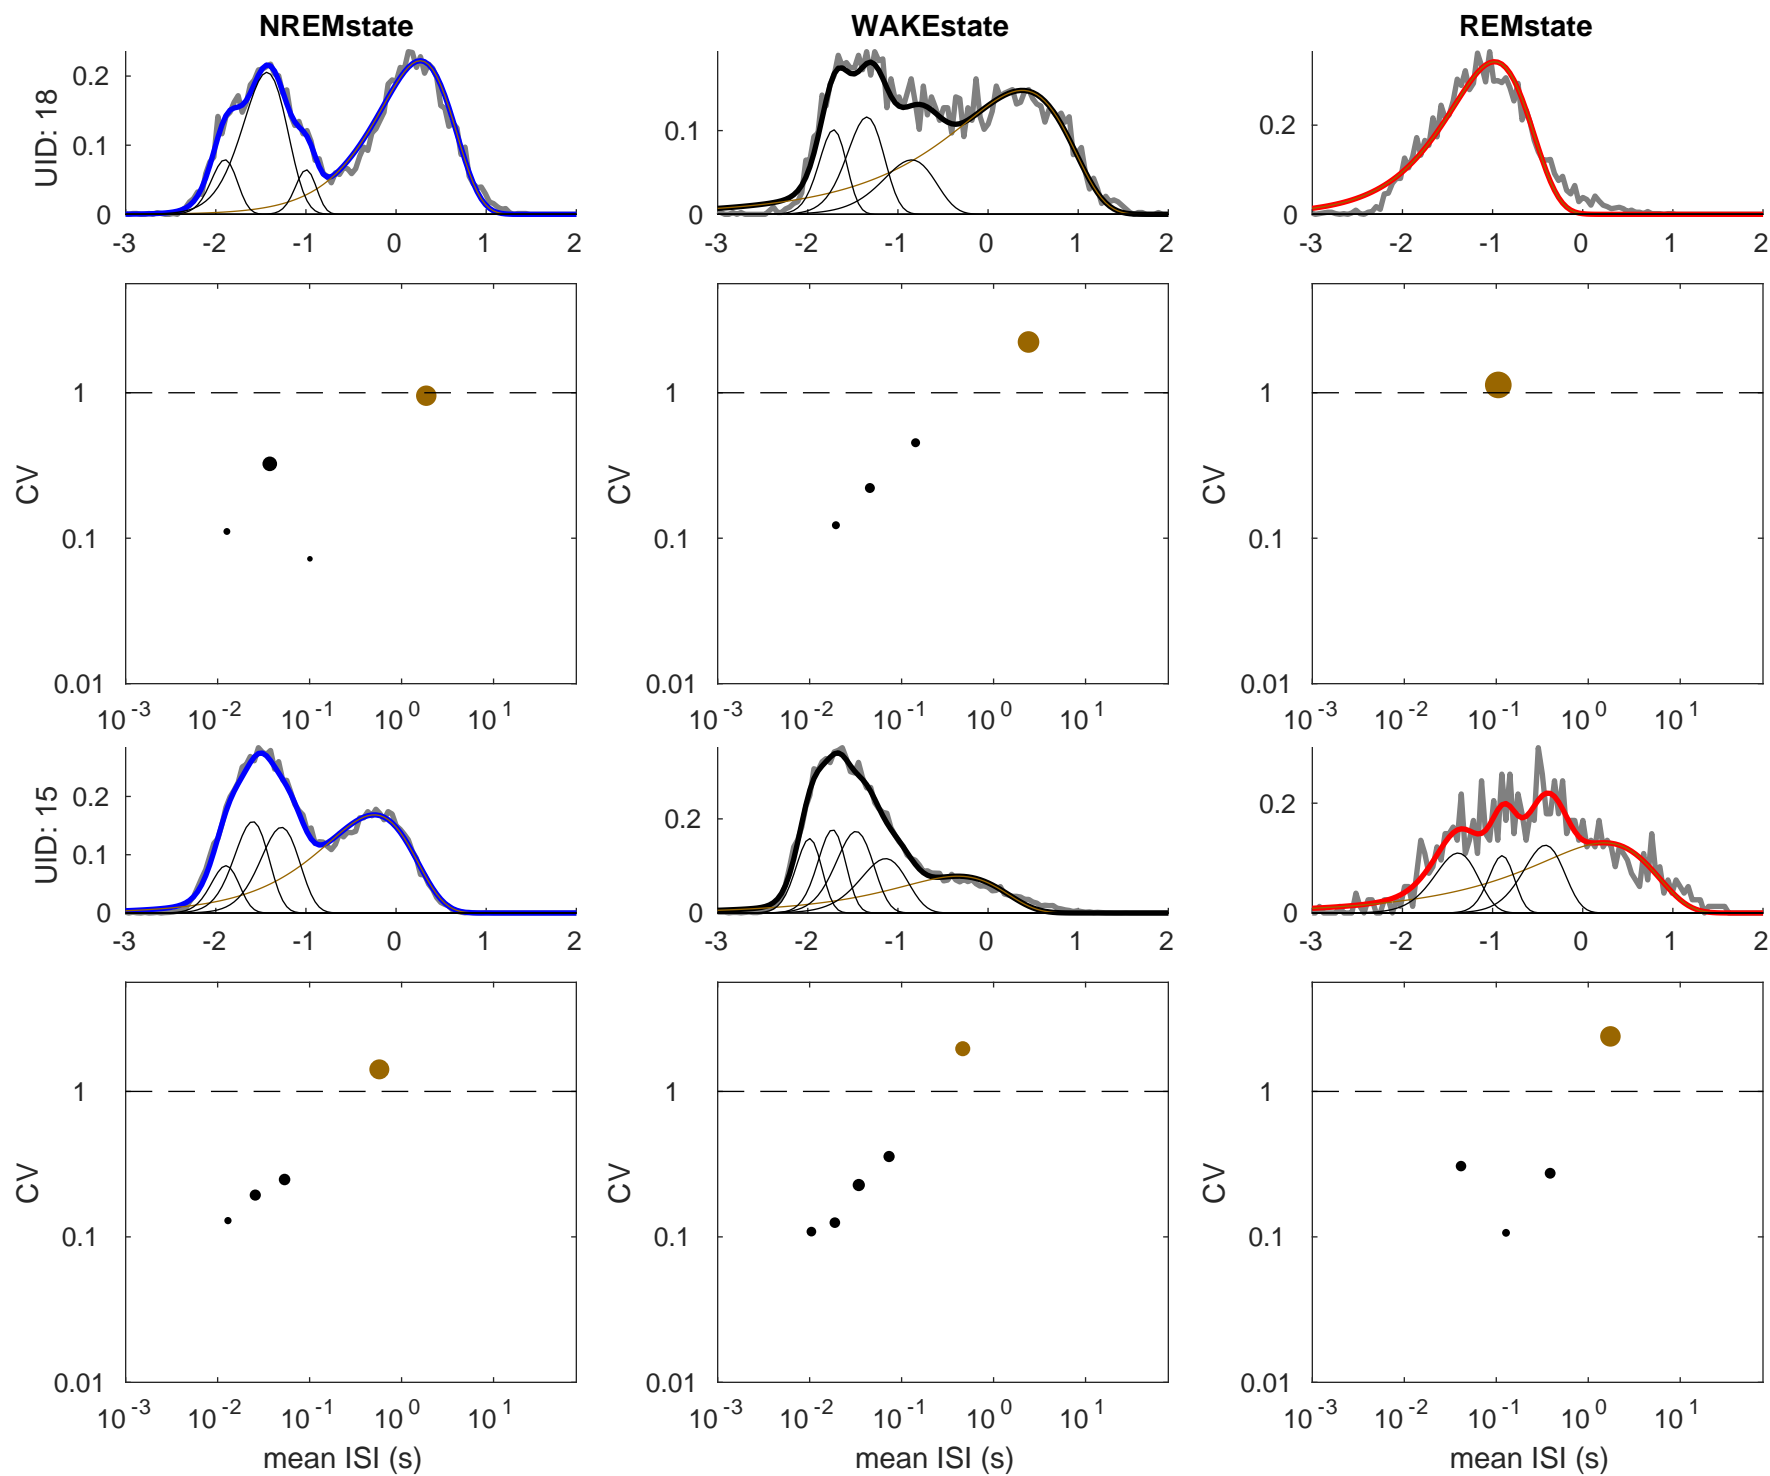 NREMstate WAKEstate REMstate
UID: 18
0.2 0.1 0
0.1 0
0.2 0
-3 -2 -1 0 1 2
-3 -2 -1 0 1 2
-3 -2 -1 0 1 2
CV 1 0.1 0.01
CV 1 0.1 0.01
CV 1 0.1 0.01
10^-3 10^-2 10^-1 10^0 10^1
10^-3 10^-2 10^-1 10^0 10^1
10^-3 10^-2 10^-1 10^0 10^1
UID: 15
0.2 0.1 0
0.2 0
0.2 0
-3 -2 -1 0 1 2
-3 -2 -1 0 1 2
-3 -2 -1 0 1 2
CV 1 0.1 0.01
CV 1 0.1 0.01
CV 1 0.1 0.01
10^-3 10^-2 10^-1 10^0 10^1
10^-3 10^-2 10^-1 10^0 10^1
10^-3 10^-2 10^-1 10^0 10^1
mean ISI (s) mean ISI (s) mean ISI (s)